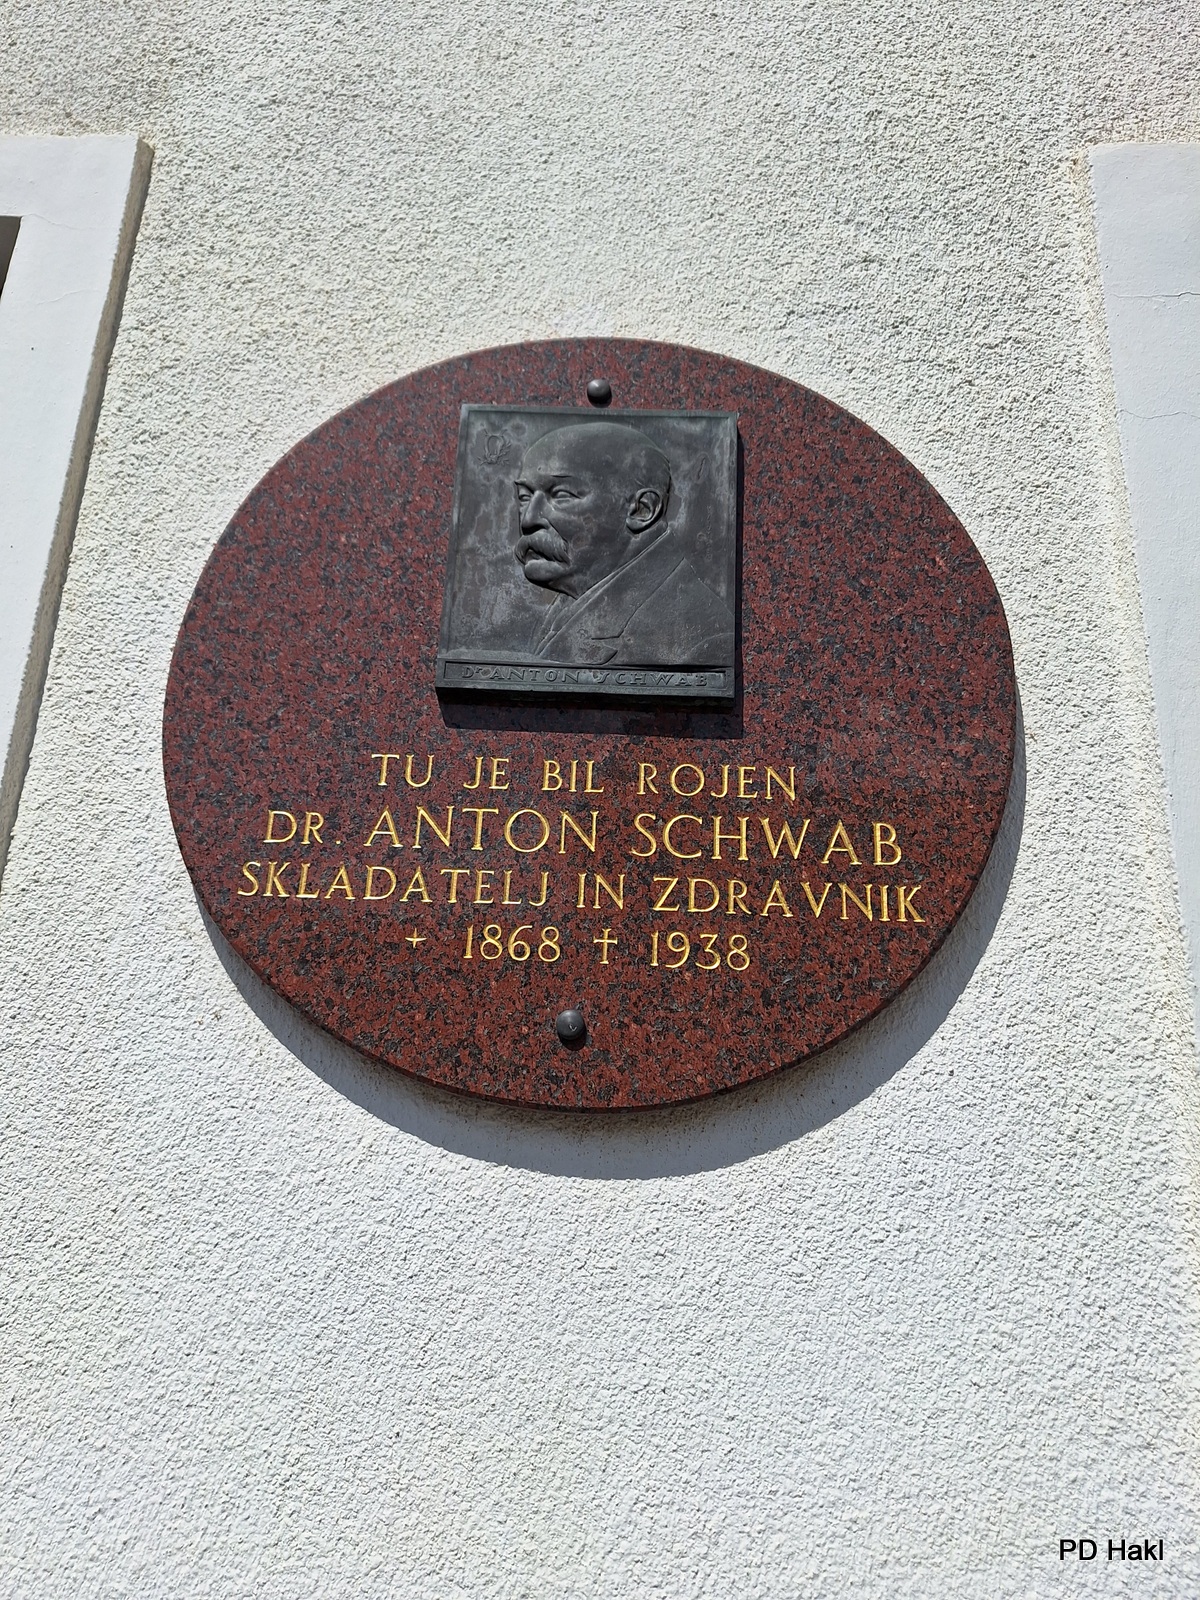 DR ANTON SCHWAB
TU JE BIL ROJEN
DR. ANTON SCHWAB
SKLADATELJ IN ZDRAVNIK
+ 1868 † 1938
PD Hakl